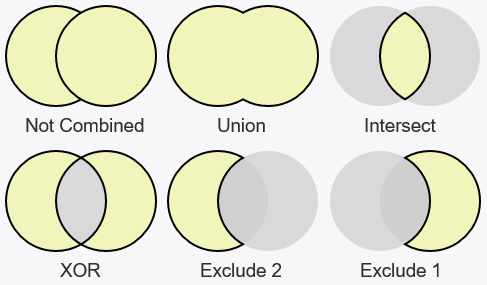 Not Combined
Union
Intersect
XOR
Exclude 2
Exclude 1